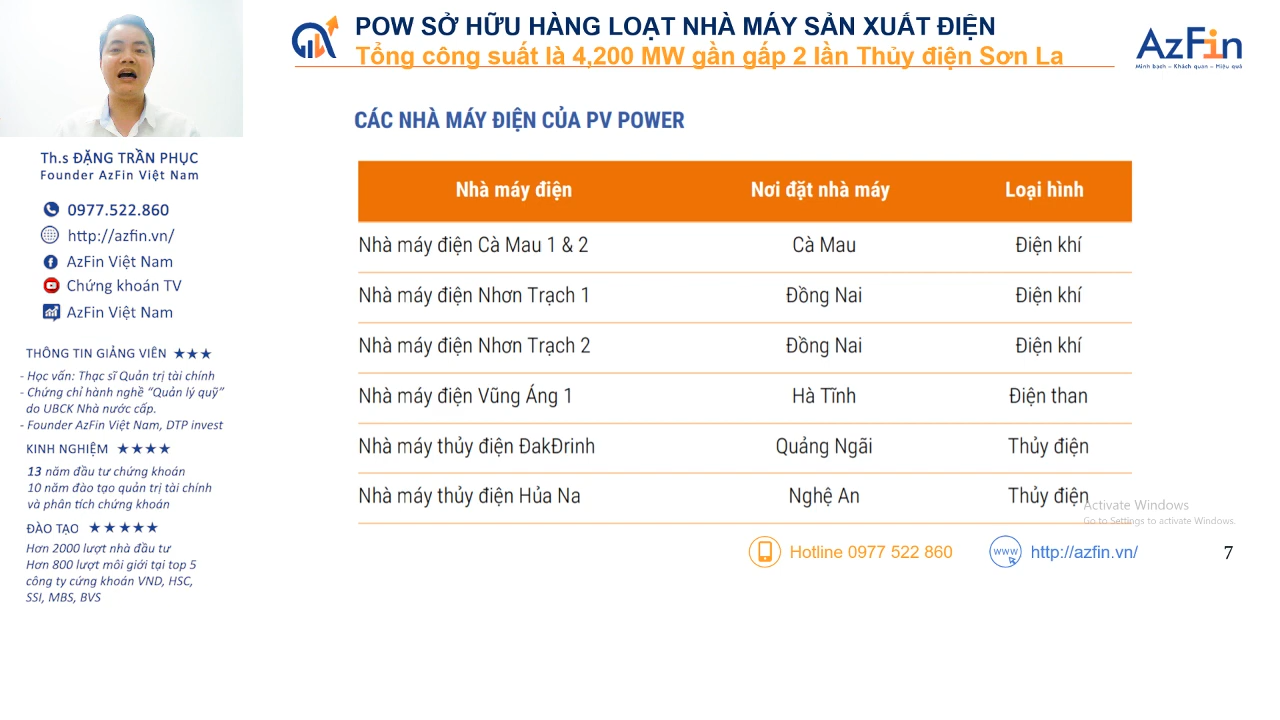 POW SỞ HỮU HÀNG LOẠT NHÀ MÁY SẢN XUẤT ĐIỆN
Tổng công suất là 4,200 MW gần gấp 2 lần Thủy điện Sơn La
AzFin
Minh bạch – Khách quan – Hiệu quả
Th.s ĐẶNG TRẦN PHỤC
Founder AzFin Việt Nam
0977.522.860
http://azfin.vn/
AzFin Việt Nam
Chứng khoán TV
AzFin Việt Nam
THÔNG TIN GIẢNG VIÊN ★★★
- Học vấn: Thạc sĩ Quản trị tài chính
- Chứng chỉ hành nghề “Quản lý quỹ”
do UBCK Nhà nước cấp.
- Founder AzFin Việt Nam, DTP invest
KINH NGHIỆM ★★★★
13 năm đầu tư chứng khoán
10 năm đào tạo quản trị tài chính
và phân tích chứng khoán
ĐÀO TẠO ★★★★★
Hơn 2000 lượt nhà đầu tư
Hơn 800 lượt môi giới tại top 5
công ty cứng khoán VND, HSC,
SSI, MBS, BVS
CÁC NHÀ MÁY ĐIỆN CỦA PV POWER
Nhà máy điện Nơi đặt nhà máy Loại hình
Nhà máy điện Cà Mau 1 & 2 Cà Mau Điện khí
Nhà máy điện Nhơn Trạch 1 Đồng Nai Điện khí
Nhà máy điện Nhơn Trạch 2 Đồng Nai Điện khí
Nhà máy điện Vũng Áng 1 Hà Tĩnh Điện than
Nhà máy thủy điện ĐakĐrinh Quảng Ngãi Thủy điện
Nhà máy thủy điện Hủa Na Nghệ An Thủy điện
Activate Windows
Go to Settings to activate Windows.
Hotline 0977 522 860
www
http://azfin.vn/
7